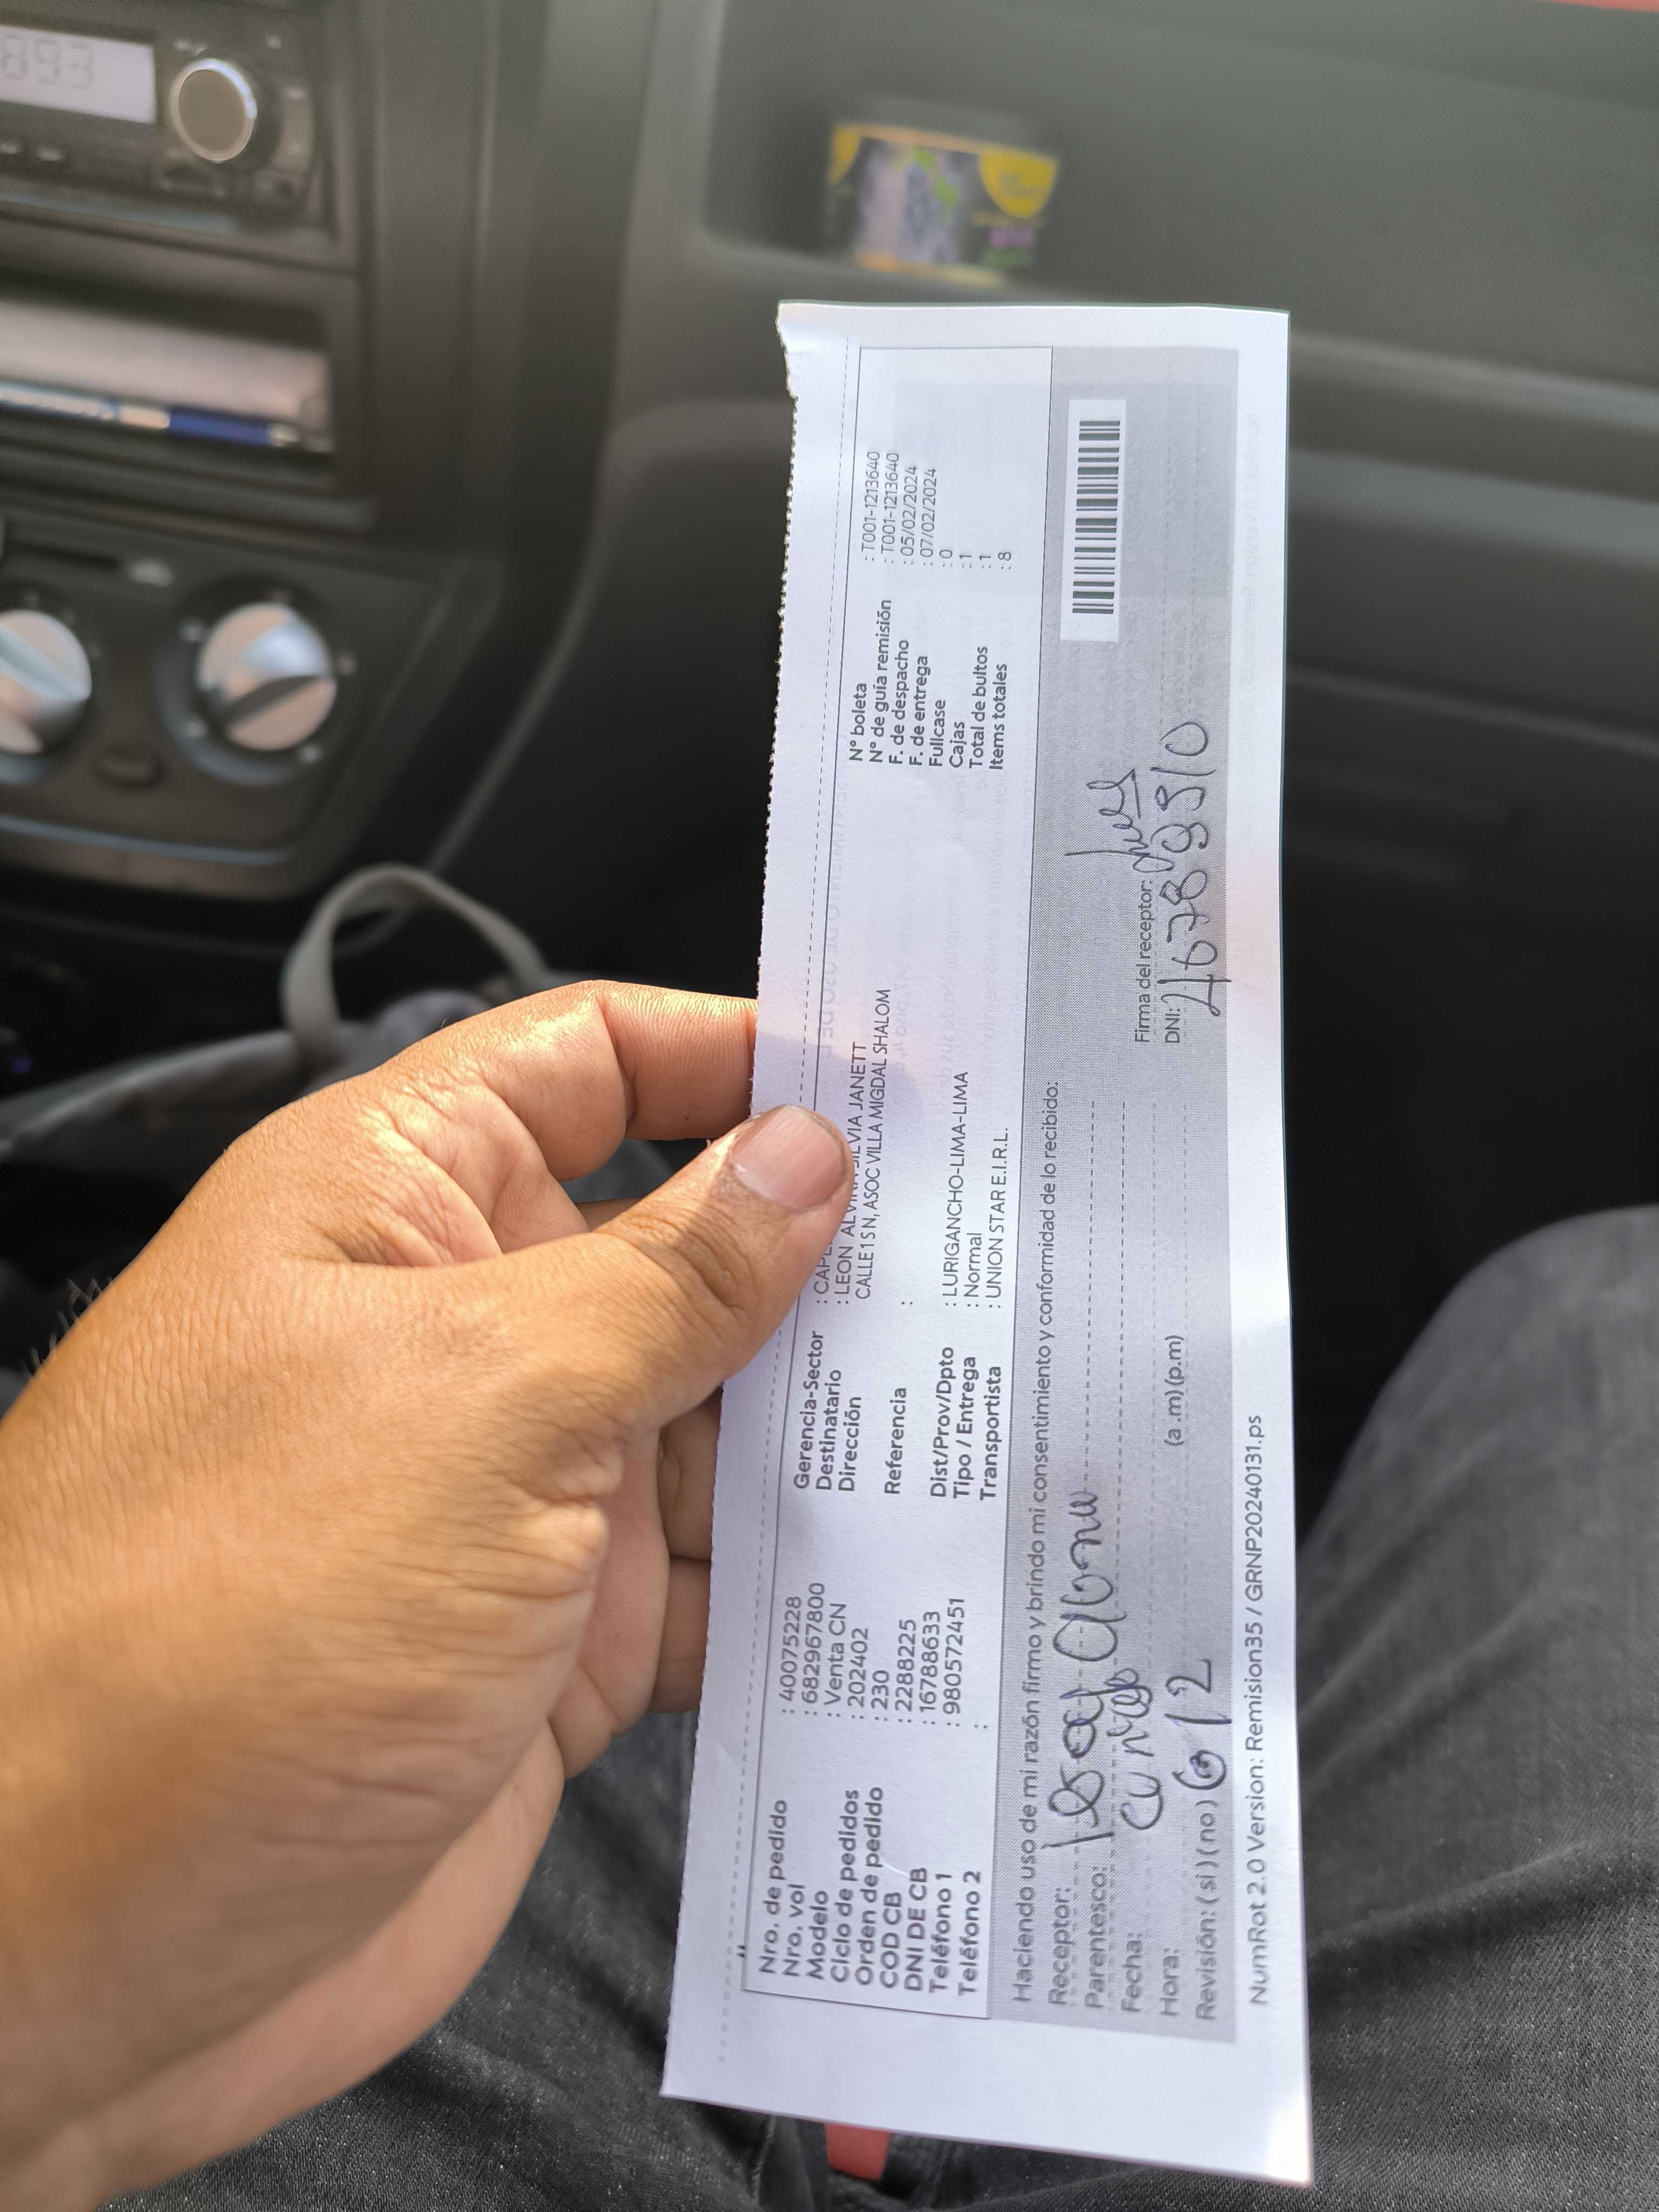 Nro. de pedido : 40075228
Nro, vol : 682967800
Modelo : Venta CN
Ciclo de pedidos : 202402
Orden de pedido : 230
COD CB : 2288225
DNI DE CB : 16788633
Teléfono 1 : 980572451
Teléfono 2 :
Gerencia-Sector :
Destinatario : LEON JANETT
Dirección CALLE 1 S N, ASOC VILLA MIGDAL SHALOM
Referencia :
Dist/Prov/Dpto : LURIGANCHO-LIMA-LIMA
Tipo / Entrega : Normal
Transportista : UNION STAR E.I.R.L.
N° boleta : T001-1213640
N° de guía remisión : T001-1213640
F. de despacho : 05/02/2024
F. de entrega : 07/02/2024
Fullcase : 0
Cajas : 1
Total de bultos : 1
Items totales : 8
Haciendo uso de mi razón firmo y brindo mi consentimiento y conformidad de lo recibido:
Receptor:
Parentesco:
Fecha:
Hora: (a .m) (p.m)
Revisión: ( si ) ( no )
Firma del receptor:
DNI:
NumRot 2.0 Version: Remision35 / GRNP20240131.ps